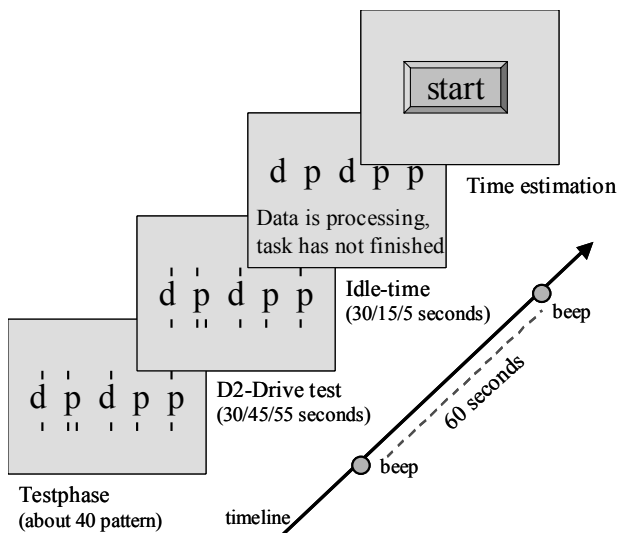 start
Time estimation
d p d p p
Data is processing,
task has not finished
Idle-time
(30/15/5 seconds)
d p d p p
D2-Drive test
(30/45/55 seconds)
d p d p p
Testphase
(about 40 pattern)
timeline
beep
60 seconds
beep